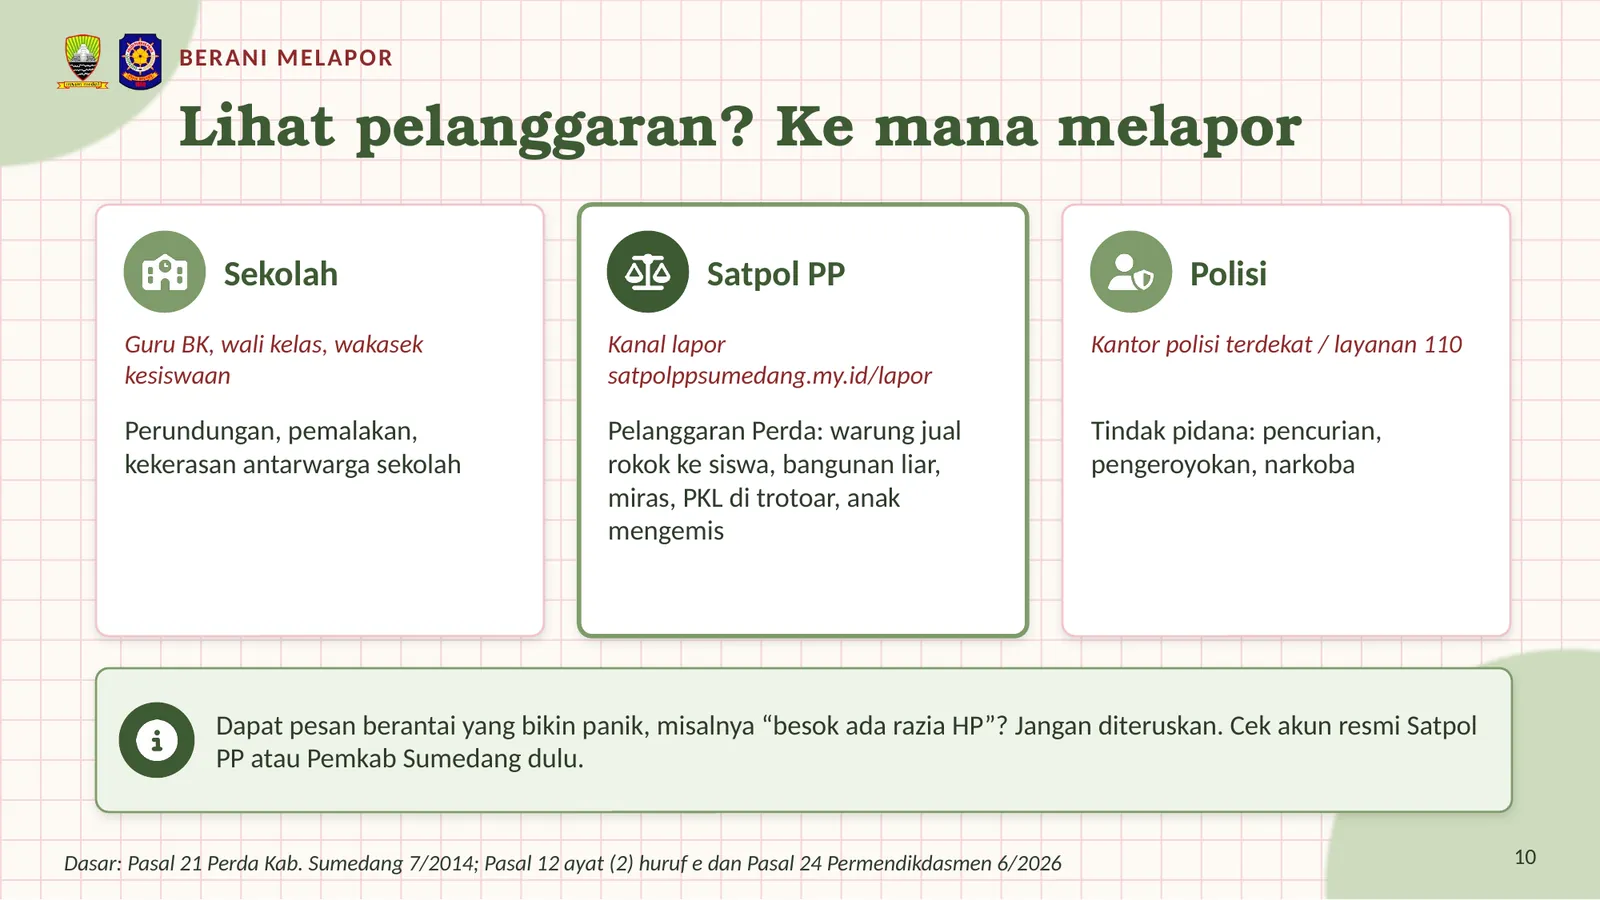 BERANI MELAPOR
Lihat pelanggaran? Ke mana melapor
Sekolah
Guru BK, wali kelas, wakasek
kesiswaan
Perundungan, pemalakan,
kekerasan antarwarga sekolah
Satpol PP
Kanal lapor
satpolppsumedang.my.id/lapor
Pelanggaran Perda: warung jual
rokok ke siswa, bangunan liar,
miras, PKL di trotoar, anak
mengemis
Polisi
Kantor polisi terdekat / layanan 110
Tindak pidana: pencurian,
pengeroyokan, narkoba
Dapat pesan berantai yang bikin panik, misalnya “besok ada razia HP”? Jangan diteruskan. Cek akun resmi Satpol
PP atau Pemkab Sumedang dulu.
Dasar: Pasal 21 Perda Kab. Sumedang 7/2014; Pasal 12 ayat (2) huruf e dan Pasal 24 Permendikdasmen 6/2026
10